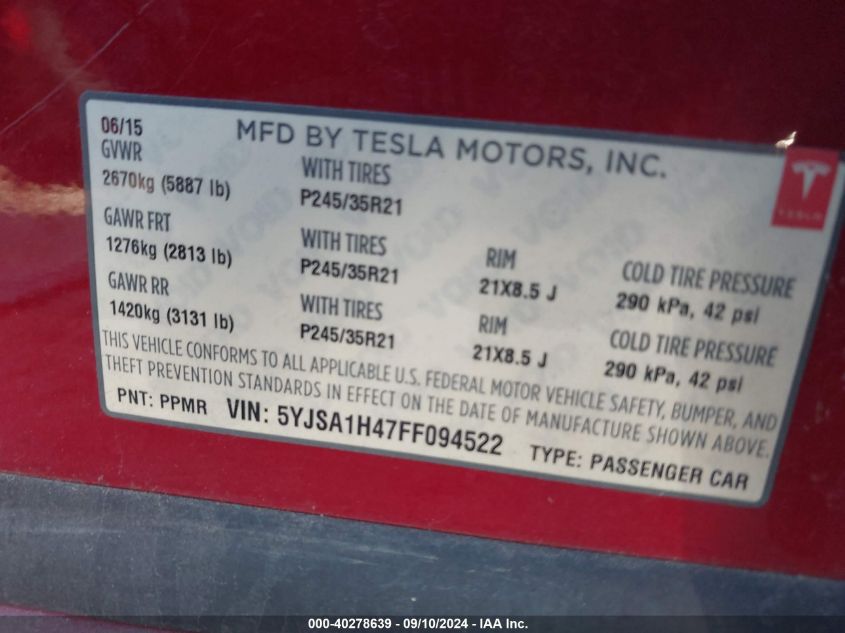 06/15 MFD BY TESLA MOTORS, INC.
GVWR WITH TIRES
2670kg (5887 lb) P245/35R21
TESLA
GAWR FRT WITH TIRES RIM COLD TIRE PRESSURE
1276kg (2813 lb) P245/35R21 21X8.5 J 290 kPa, 42 psi
GAWR RR WITH TIRES RIM COLD TIRE PRESSURE
1420kg (3131 lb) P245/35R21 21X8.5 J 290 kPa, 42 psi
THIS VEHICLE CONFORMS TO ALL APPLICABLE U.S. FEDERAL MOTOR VEHICLE SAFETY, BUMPER, AND
THEFT PREVENTION STANDARDS IN EFFECT ON THE DATE OF MANUFACTURE SHOWN ABOVE.
PNT: PPMR VIN: 5YJSA1H47FF094522 TYPE: PASSENGER CAR
000-40278639 - 09/10/2024 - IAA Inc.